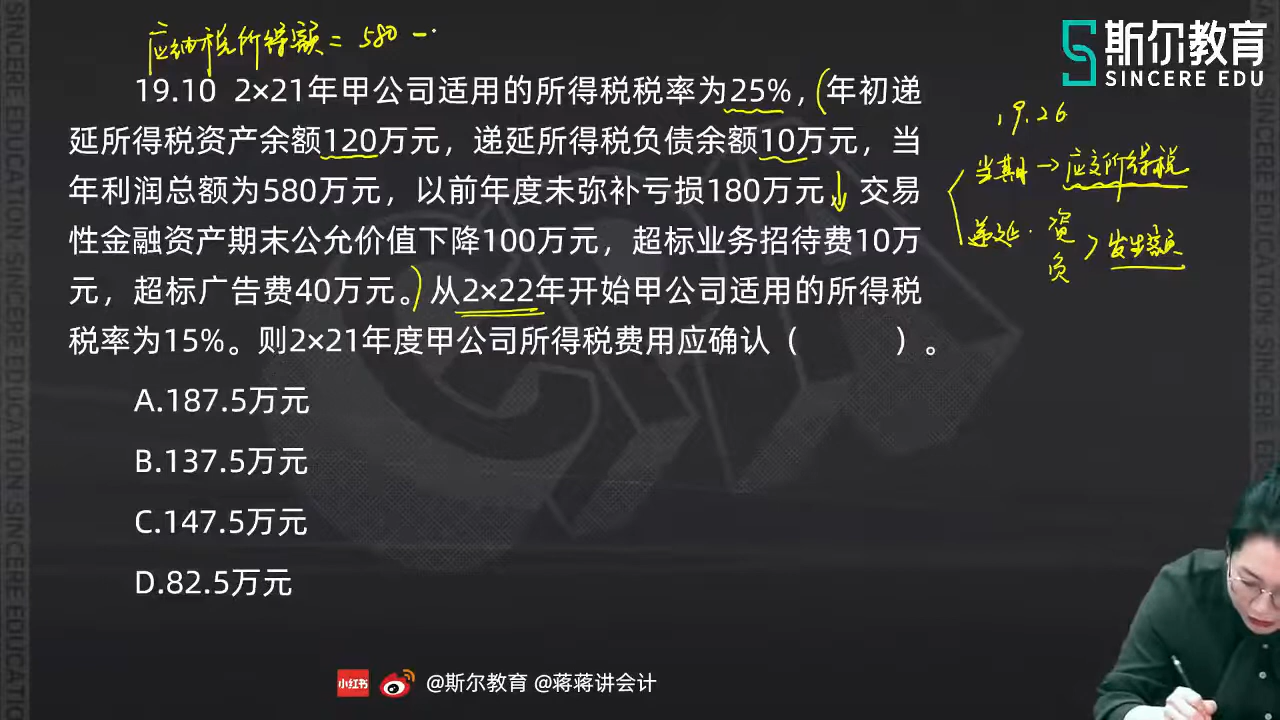 应纳税所得额 = 580 -
斯尔教育
SINCERE EDU
19.10 2×21年甲公司适用的所得税税率为25%，（年初递
延所得税资产余额120万元，递延所得税负债余额10万元，当
年利润总额为580万元，以前年度未弥补亏损180万元，交易
性金融资产期末公允价值下降100万元，超标业务招待费10万
元，超标广告费40万元。）从2×22年开始甲公司适用的所得税
税率为15%。则2×21年度甲公司所得税费用应确认（　　）。
19.26
当期→应交所得税
递延·资
负 > 发生额
A.187.5万元
B.137.5万元
C.147.5万元
D.82.5万元
小红书 @斯尔教育 @蒋蒋讲会计
SINCERE EDUCATION SINCERE EDUCATION SINCERE EDUCATION